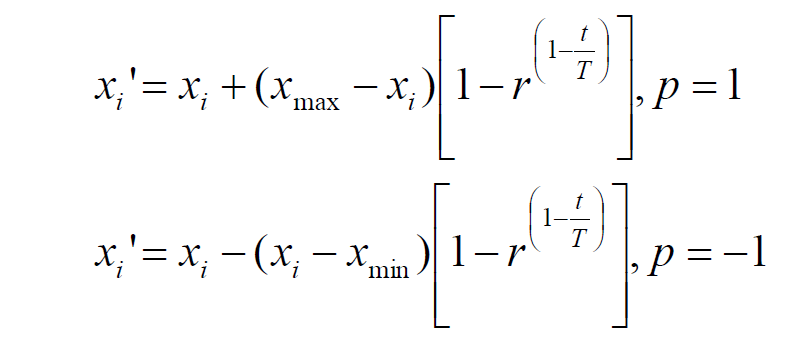 x_i' = x_i + (x_max − x_i)[1 − r^(1−t/T)], p = 1
x_i' = x_i − (x_i − x_min)[1 − r^(1−t/T)], p = −1